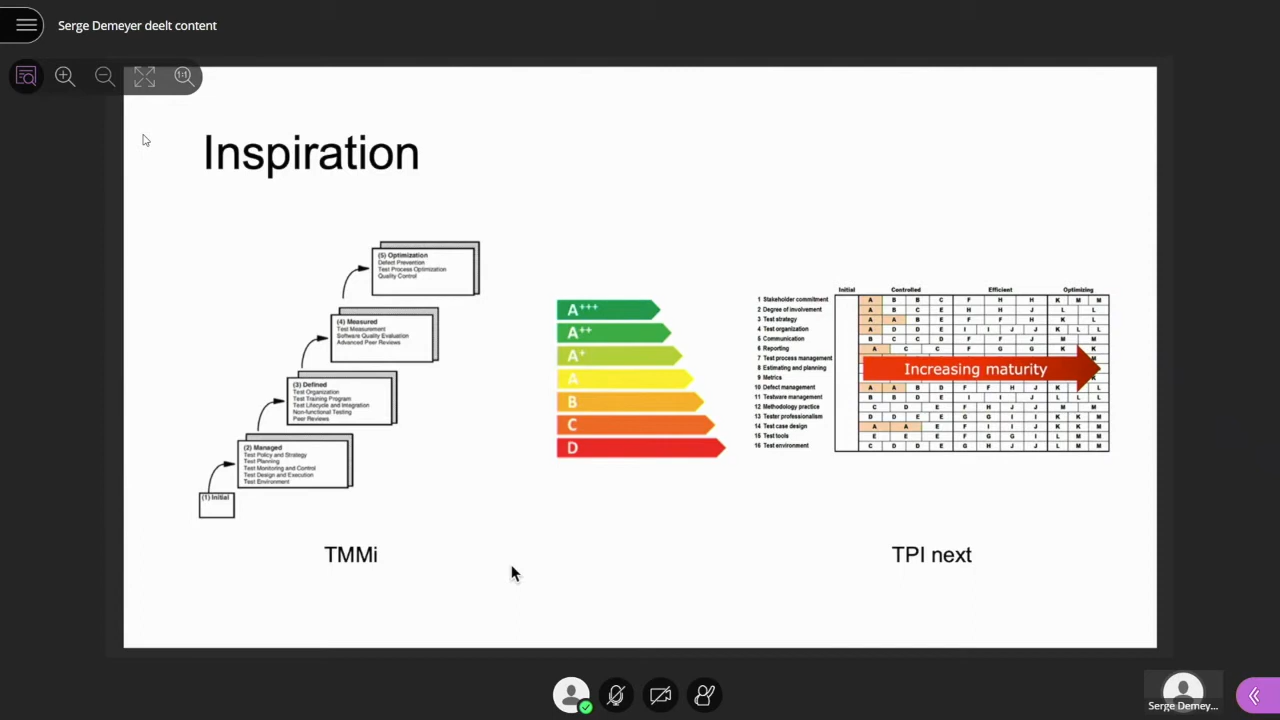 Serge Demeyer deelt content
1:1
Inspiration
(5) Optimization
Defect Prevention
Test Process Optimization
Quality Control
(4) Measured
Test Measurement
Software Quality Evaluation
Advanced Peer Reviews
(3) Defined
Test Organization
Test Training Program
Test Lifecycle and Integration
Non-functional Testing
Peer Reviews
(2) Managed
Test Policy and Strategy
Test Planning
Test Monitoring and Control
Test Design and Execution
Test Environment
(1) Initial
TMMi
A+++
A++
A+
A
B
C
D
Initial Controlled Efficient Optimizing
1 Stakeholder commitment A B B C F H H K M M
2 Degree of involvement A B C E H H J L L
3 Test strategy A A B E F F H K L
4 Test organization A D D E I I J J K L L
5 Communication B C C D F F J M M
6 Reporting A C C F G G K K
7 Test process management M
8 Estimating and planning
9 Metrics
Increasing maturity
10 Defect management A A B D F F H J K L
11 Testware management B B D E I I J L L L
12 Methodology practice C D E F H J J M M
13 Tester professionalism D D E E G G I I K K M
14 Test case design A A E F I I J K K M
15 Test tools E E E F G G I L M M
16 Test environment C D D E G H J J L M M
TPI next
Serge Demey...